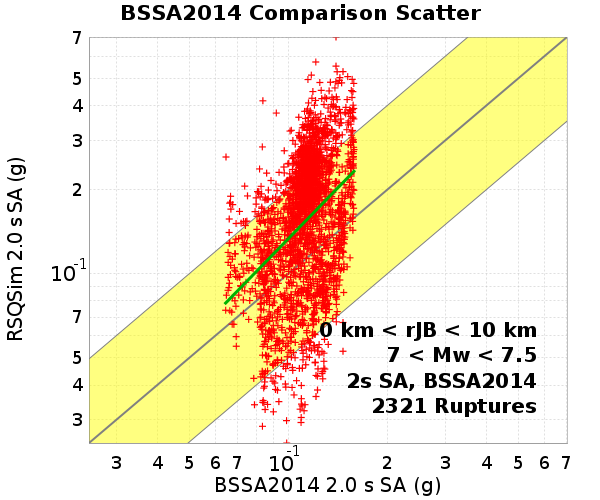 BSSA2014 Comparison Scatter
RSQSim 2.0 s SA (g)
7
5
4
3
2
10⁻¹
7
5
4
3
0 km < rJB < 10 km
7 < Mw < 7.5
2s SA, BSSA2014
2321 Ruptures
3 4 5 6 7 10⁻¹ 2 3 4 5 6 7
BSSA2014 2.0 s SA (g)